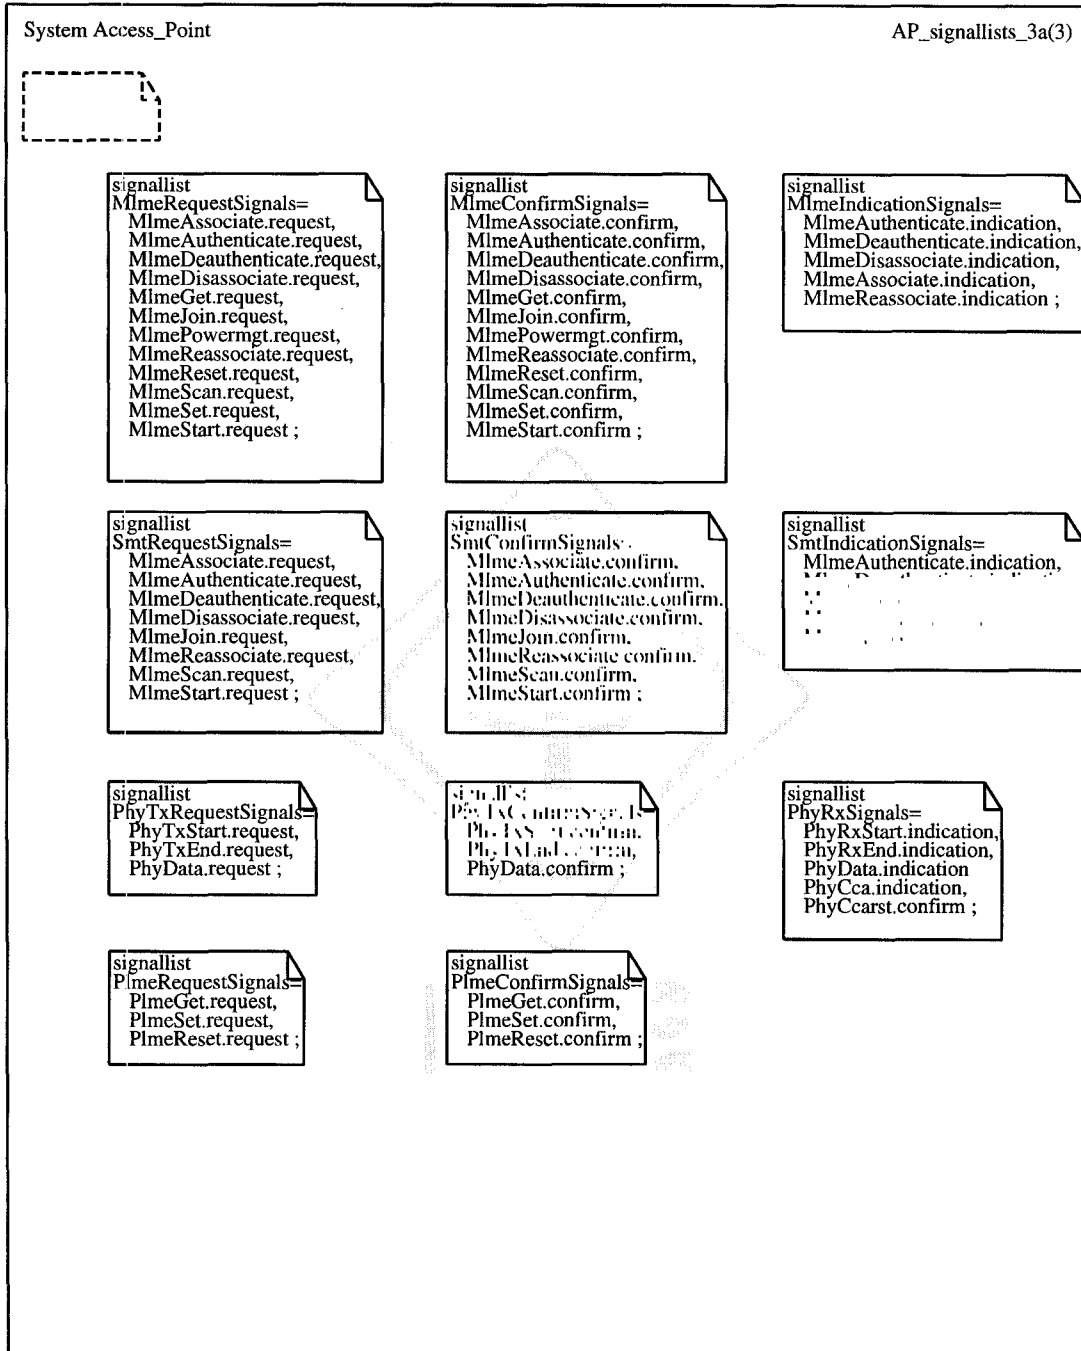 System Access_Point
AP_signallists_3a(3)
signallist
MlmeRequestSignals=
MlmeAssociate.request,
MlmeAuthenticate.request,
MlmeDeauthenticate.request,
MlmeDisassociate.request,
MlmeGet.request,
MlmeJoin.request,
MlmePowermgt.request,
MlmeReassociate.request,
MlmeReset.request,
MlmeScan.request,
MlmeSet.request,
MlmeStart.request ;
signallist
MlmeConfirmSignals=
MlmeAssociate.confirm,
MlmeAuthenticate.confirm,
MlmeDeauthenticate.confirm,
MlmeDisassociate.confirm,
MlmeGet.confirm,
MlmeJoin.confirm,
MlmePowermgt.confirm,
MlmeReassociate.confirm,
MlmeReset.confirm,
MlmeScan.confirm,
MlmeSet.confirm,
MlmeStart.confirm ;
signallist
MlmeIndicationSignals=
MlmeAuthenticate.indication,
MlmeDeauthenticate.indication,
MlmeDisassociate.indication,
MlmeAssociate.indication,
MlmeReassociate.indication ;
signallist
SmtRequestSignals=
MlmeAssociate.request,
MlmeAuthenticate.request,
MlmeDeauthenticate.request,
MlmeDisassociate.request,
MlmeJoin.request,
MlmeReassociate.request,
MlmeScan.request,
MlmeStart.request ;
signallist
SmtConfirmSignals
MlmeAssociate.confirm,
MlmeAuthenticate.confirm,
MlmeDeauthenticate.confirm,
MlmeDisassociate.confirm,
MlmeJoin.confirm,
MlmeReassociate.confirm,
MlmeScan.confirm,
MlmeStart.confirm ;
signallist
SmtIndicationSignals=
MlmeAuthenticate.indication,
signallist
PhyTxRequestSignals=
PhyTxStart.request,
PhyTxEnd.request,
PhyData.request ;
signallist
PhyData.confirm ;
signallist
PhyRxSignals=
PhyRxStart.indication,
PhyRxEnd.indication,
PhyData.indication
PhyCca.indication,
PhyCcarst.confirm ;
signallist
PlmeRequestSignals=
PlmeGet.request,
PlmeSet.request,
PlmeReset.request ;
signallist
PlmeConfirmSignals=
PlmeGet.confirm,
PlmeSet.confirm,
PlmeReset.confirm ;